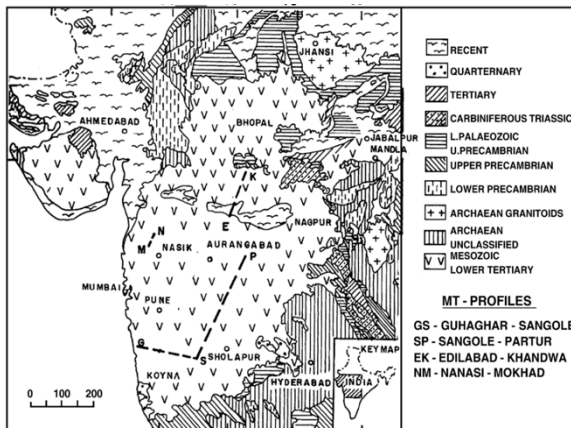 JHANSI
AHMEDABAD
BHOPAL
JABALPUR
MANDLA
K
E
NAGPUR
N
M
NASIK
AURANGABAD
P
MUMBAI
PUNE
G
S
SHOLAPUR
KOYNA
HYDERABAD
KEY MAP
INDIA
0 100 200
RECENT
QUARTERNARY
TERTIARY
CARBINIFEROUS TRIASSIC
L.PALAEOZOIC
U.PRECAMBRIAN
UPPER PRECAMBRIAN
LOWER PRECAMBRIAN
ARCHAEAN GRANITOIDS
ARCHAEAN
UNCLASSIFIED
MESOZOIC
LOWER TERTIARY
MT - PROFILES
GS - GUHAGHAR - SANGOLE
SP - SANGOLE - PARTUR
EK - EDILABAD - KHANDWA
NM - NANASI - MOKHAD